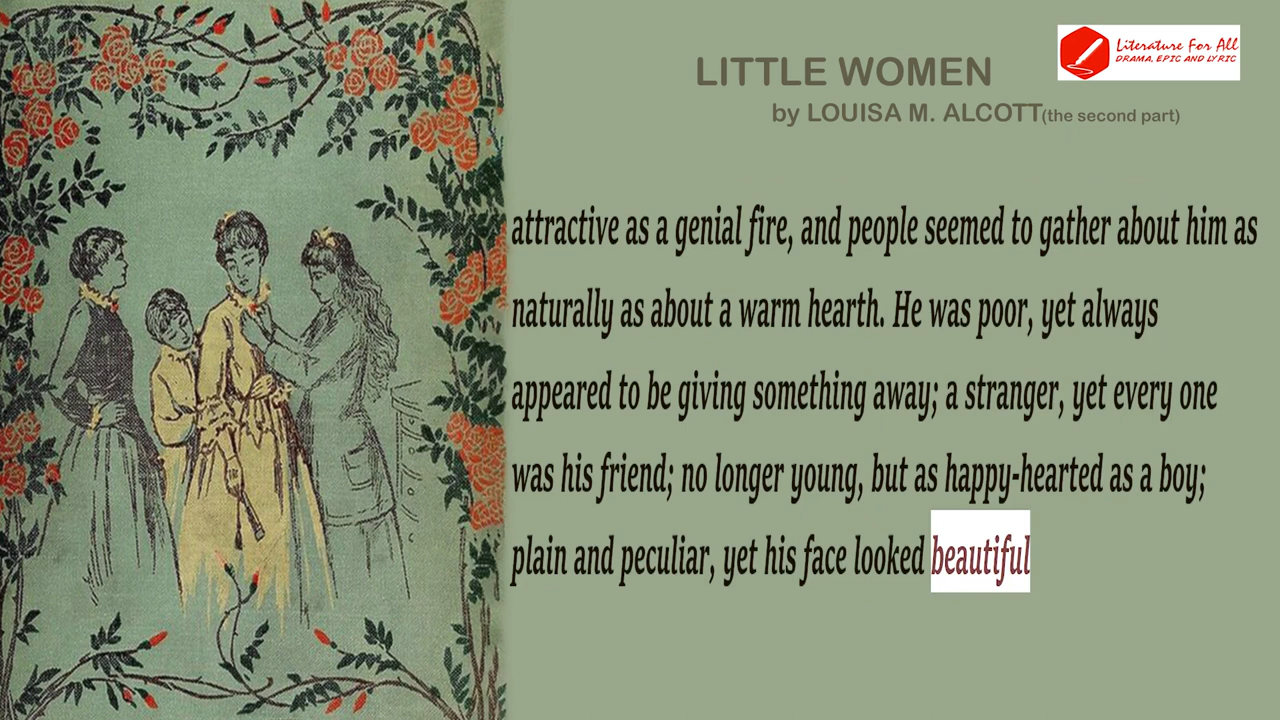 LITTLE WOMEN
by LOUISA M. ALCOTT(the second part)
Literature For All
DRAMA, EPIC AND LYRIC
attractive as a genial fire, and people seemed to gather about him as
naturally as about a warm hearth. He was poor, yet always
appeared to be giving something away; a stranger, yet every one
was his friend; no longer young, but as happy-hearted as a boy;
plain and peculiar, yet his face looked beautiful